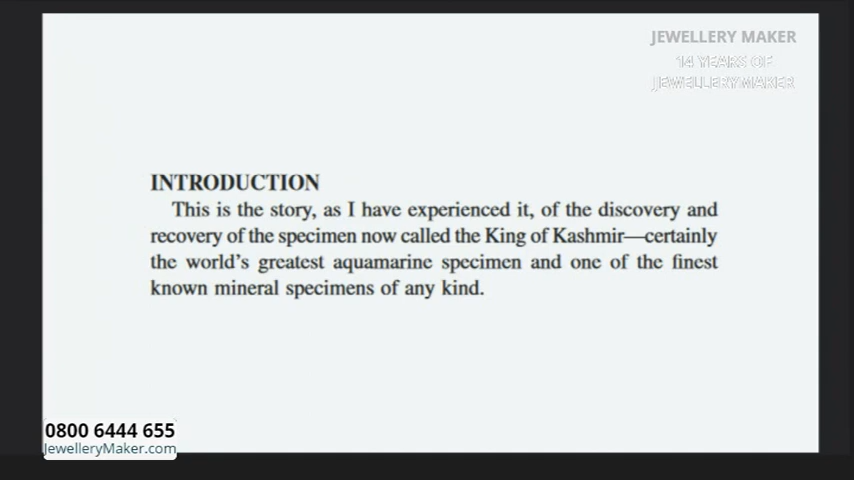 JEWELLERY MAKER
14 YEARS OF
JEWELLERYMAKER
INTRODUCTION
This is the story, as I have experienced it, of the discovery and
recovery of the specimen now called the King of Kashmir—certainly
the world's greatest aquamarine specimen and one of the finest
known mineral specimens of any kind.
0800 6444 655
JewelleryMaker.com